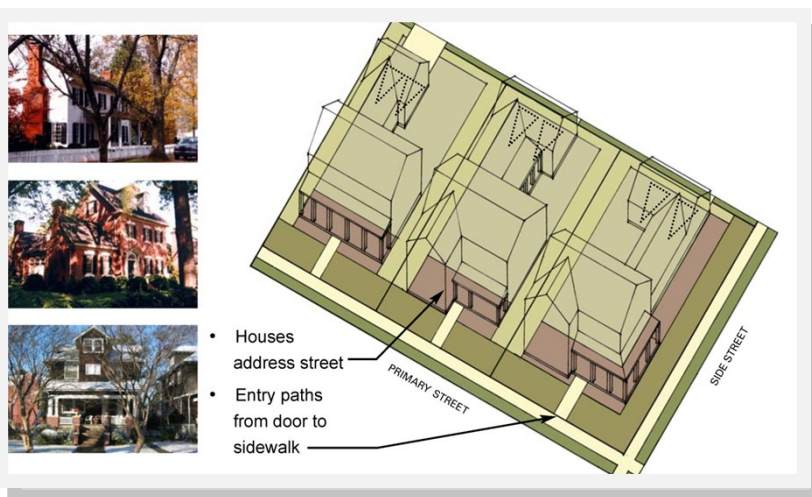 • Houses
address street
• Entry paths
from door to
sidewalk
PRIMARY STREET
SIDE STREET